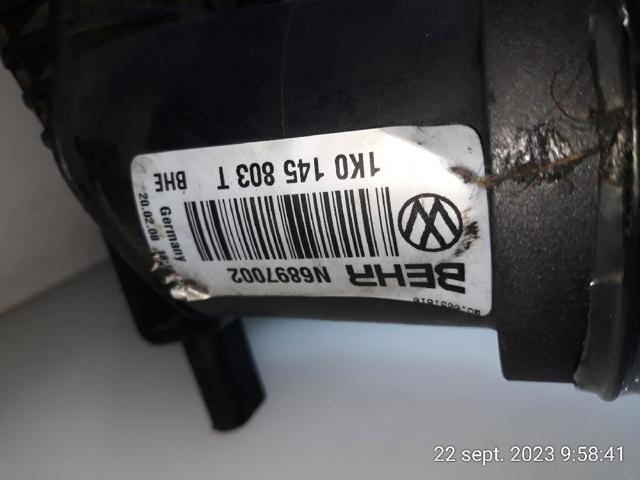 BEHR N6897002
1K0 145 803 T
BHE
Germany
20.02.08
22 sept. 2023 9:58:41